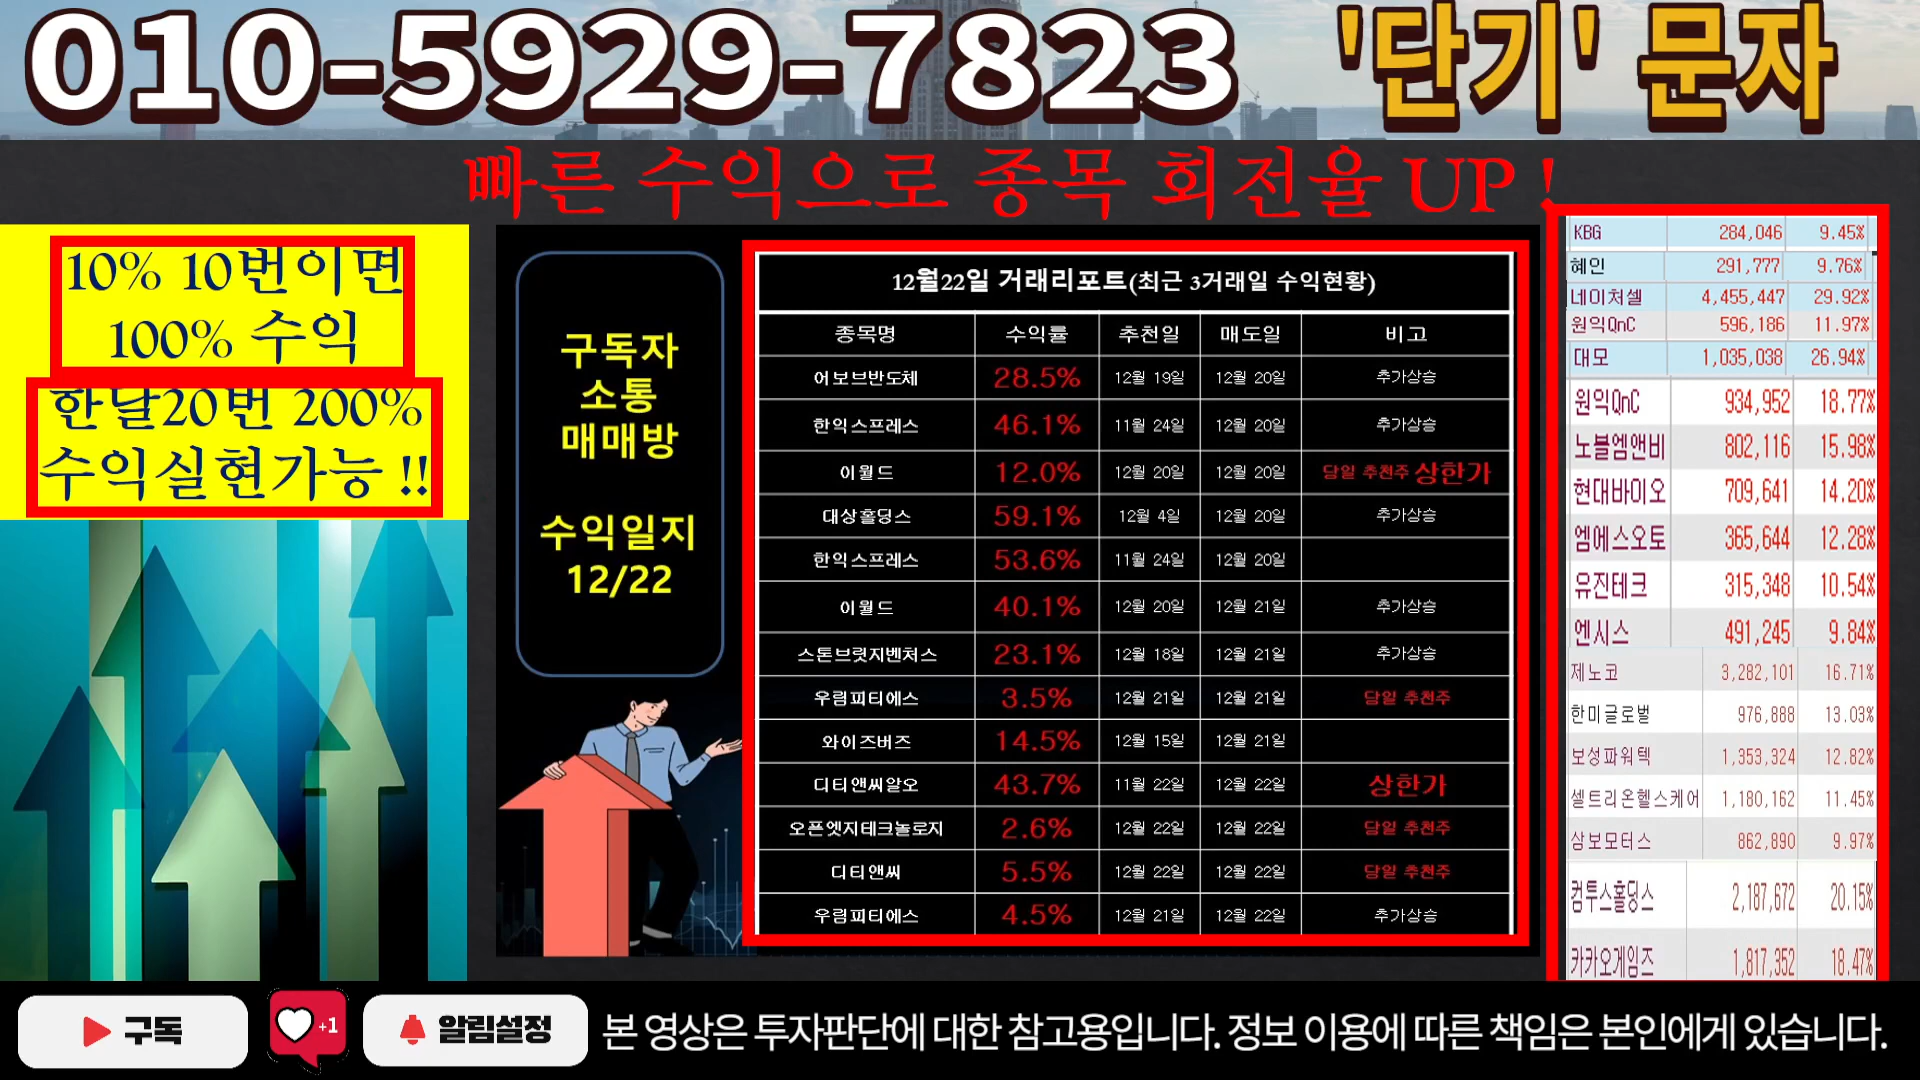 010-5929-7823 '단기' 문자
빠른 수익으로 종목 회전율 UP !
10% 10번이면
100% 수익
한달20번 200%
수익실현가능 !!
구독자
소통
매매방
수익일지
12/22
12월22일 거래리포트(최근 3거래일 수익현황)
종목명 수익률 추천일 매도일 비고
어보브반도체 28.5% 12월 19일 12월 20일 추가상승
한익스프레스 46.1% 11월 24일 12월 20일 추가상승
이월드 12.0% 12월 20일 12월 20일 당일 추천주 상한가
대상홀딩스 59.1% 12월 4일 12월 20일 추가상승
한익스프레스 53.6% 11월 24일 12월 20일
이월드 40.1% 12월 20일 12월 21일 추가상승
스톤브릿지벤처스 23.1% 12월 18일 12월 21일 추가상승
우림피티에스 3.5% 12월 21일 12월 21일 당일 추천주
와이즈버즈 14.5% 12월 15일 12월 21일
디티앤씨알오 43.7% 11월 22일 12월 22일 상한가
오픈엣지테크놀로지 2.6% 12월 22일 12월 22일 당일 추천주
디티앤씨 5.5% 12월 22일 12월 22일 당일 추천주
우림피티에스 4.5% 12월 21일 12월 22일 추가상승
KBG 284,046 9.45%
혜인 291,777 9.76%
네이처셀 4,455,447 29.92%
원익QnC 596,186 11.97%
대모 1,035,038 26.94%
원익QnC 934,952 18.77%
노블엠앤비 802,116 15.98%
현대바이오 709,641 14.20%
엠에스오토 365,644 12.28%
유진테크 315,348 10.54%
엔시스 491,245 9.84%
제노코 3,282,101 16.71%
한미글로벌 976,888 13.03%
보성파워텍 1,353,324 12.82%
셀트리온헬스케어 1,180,162 11.45%
상보모터스 862,890 9.97%
컴투스홀딩스 2,187,672 20.15%
카카오게임즈 1,817,352 18.47%
구독 +1 알림설정 본 영상은 투자판단에 대한 참고용입니다. 정보 이용에 따른 책임은 본인에게 있습니다.